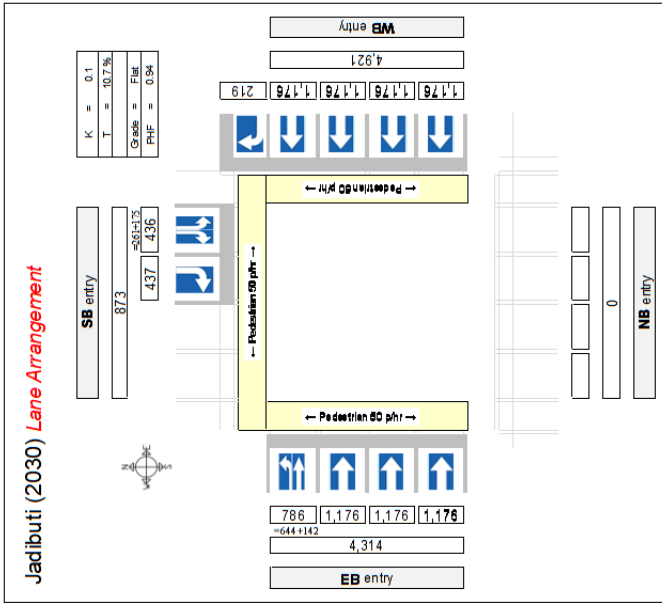 Jadibuti (2030) Lane Arrangement
K = 0.1
T = 10.7 %
Grade = Flat
PHF = 0.94
WB entry
4,921
219
1,176
1,176
1,176
1,176
SB entry
873
=261+175
437
436
← Pedestrian 50 p/hr →
← Pedestrian 50 p/hr →
← Pedestrian 60 p/hr →
N
E
S
W
786
1,176
1,176
1,176
=644+142
4,314
EB entry
0
NB entry